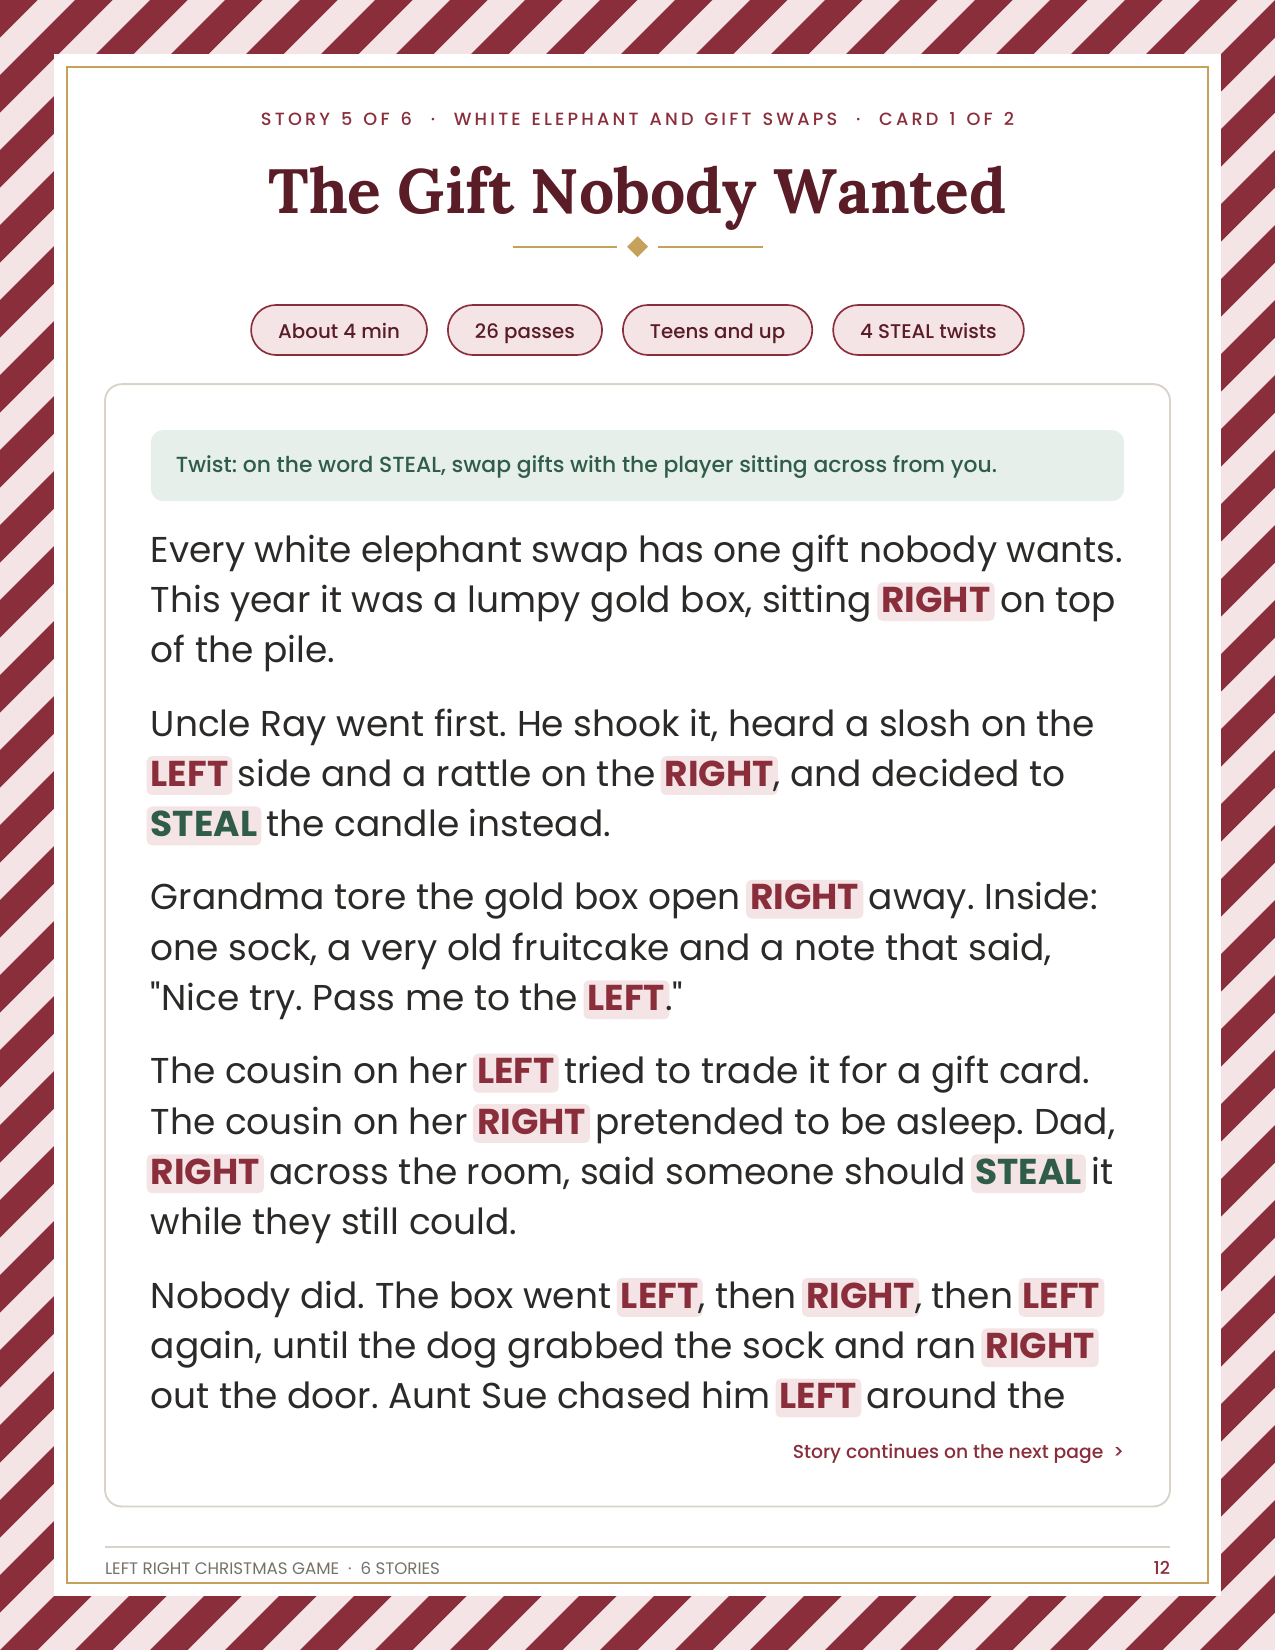 STORY 5 OF 6 · WHITE ELEPHANT AND GIFT SWAPS · CARD 1 OF 2
The Gift Nobody Wanted
About 4 min
26 passes
Teens and up
4 STEAL twists
Twist: on the word STEAL, swap gifts with the player sitting across from you.
Every white elephant swap has one gift nobody wants.
This year it was a lumpy gold box, sitting RIGHT on top
of the pile.
Uncle Ray went first. He shook it, heard a slosh on the
LEFT side and a rattle on the RIGHT, and decided to
STEAL the candle instead.
Grandma tore the gold box open RIGHT away. Inside:
one sock, a very old fruitcake and a note that said,
"Nice try. Pass me to the LEFT."
The cousin on her LEFT tried to trade it for a gift card.
The cousin on her RIGHT pretended to be asleep. Dad,
RIGHT across the room, said someone should STEAL it
while they still could.
Nobody did. The box went LEFT, then RIGHT, then LEFT
again, until the dog grabbed the sock and ran RIGHT
out the door. Aunt Sue chased him LEFT around the
Story continues on the next page >
LEFT RIGHT CHRISTMAS GAME · 6 STORIES
12